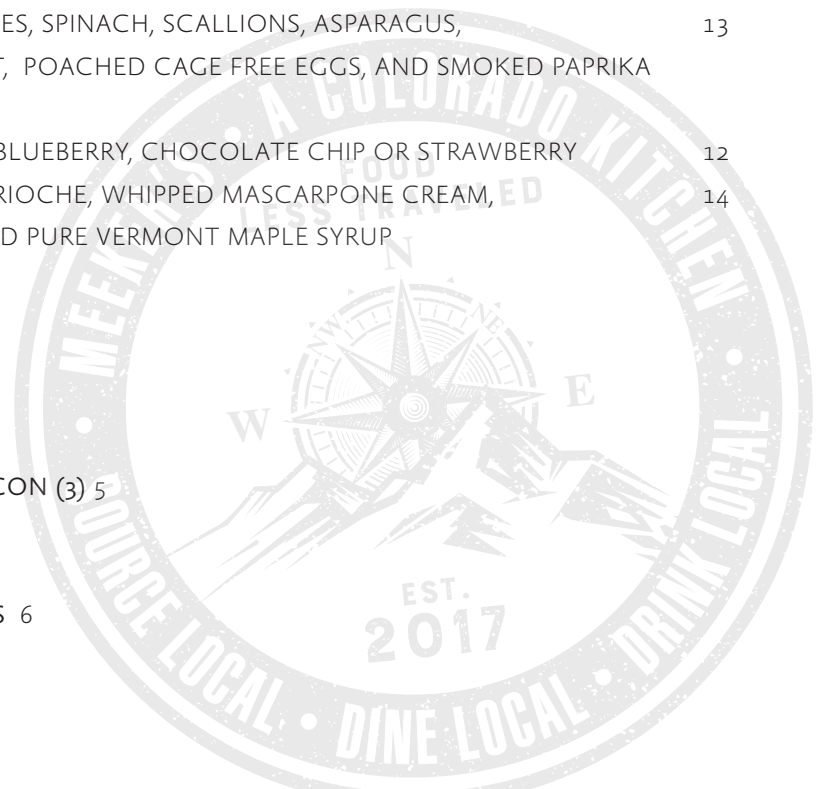 ES, SPINACH, SCALLIONS, ASPARAGUS, 13
T, POACHED CAGE FREE EGGS, AND SMOKED PAPRIKA
BLUEBERRY, CHOCOLATE CHIP OR STRAWBERRY 12
RIOCHE, WHIPPED MASCARPONE CREAM, 14
D PURE VERMONT MAPLE SYRUP
CON (3) 5
S 6
MEEKER'S • A COLORADO KITCHEN •
FOOD
LESS TRAVELED
N
NW NE
W E
EST.
2017
SOURCE LOCAL • DINE LOCAL • DRINK LOCAL